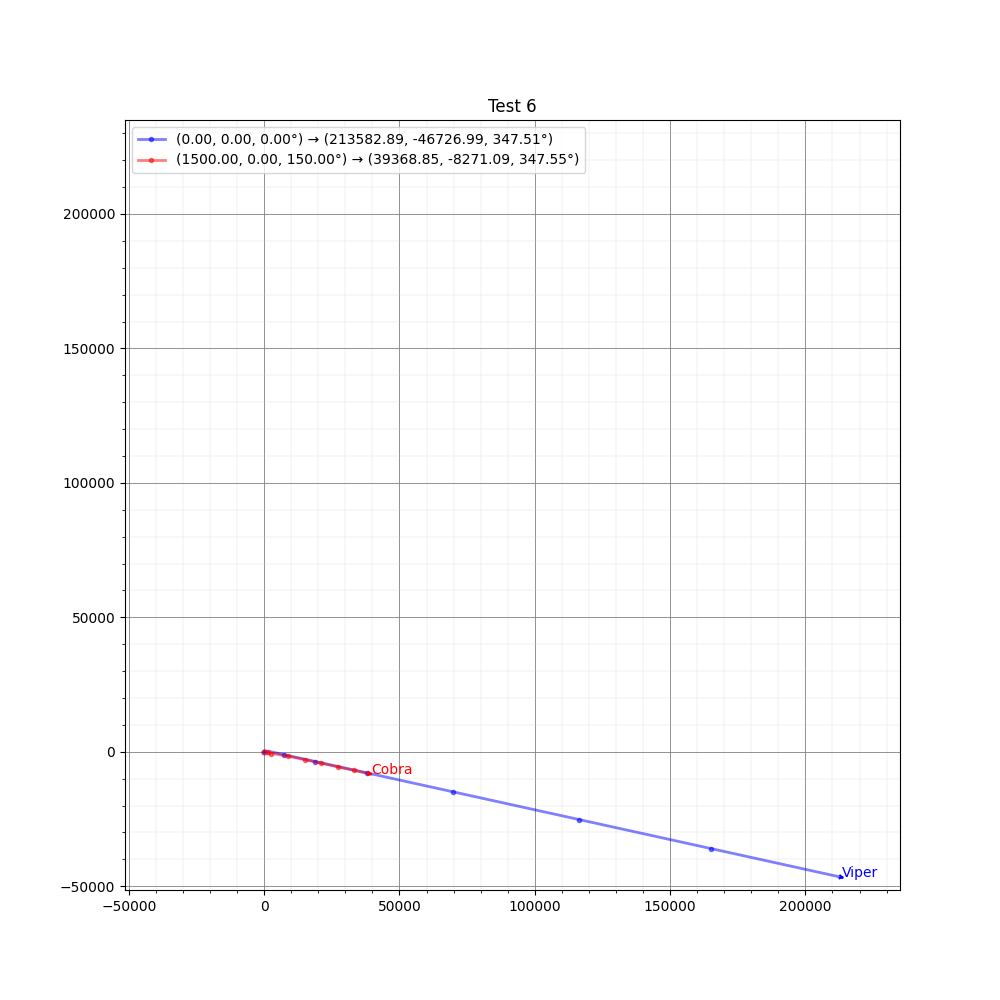 Test 6
(0.00, 0.00, 0.00°) → (213582.89, -46726.99, 347.51°)
(1500.00, 0.00, 150.00°) → (39368.85, -8271.09, 347.55°)
200000
150000
100000
50000
0
−50000
Cobra
Viper
−50000 0 50000 100000 150000 200000